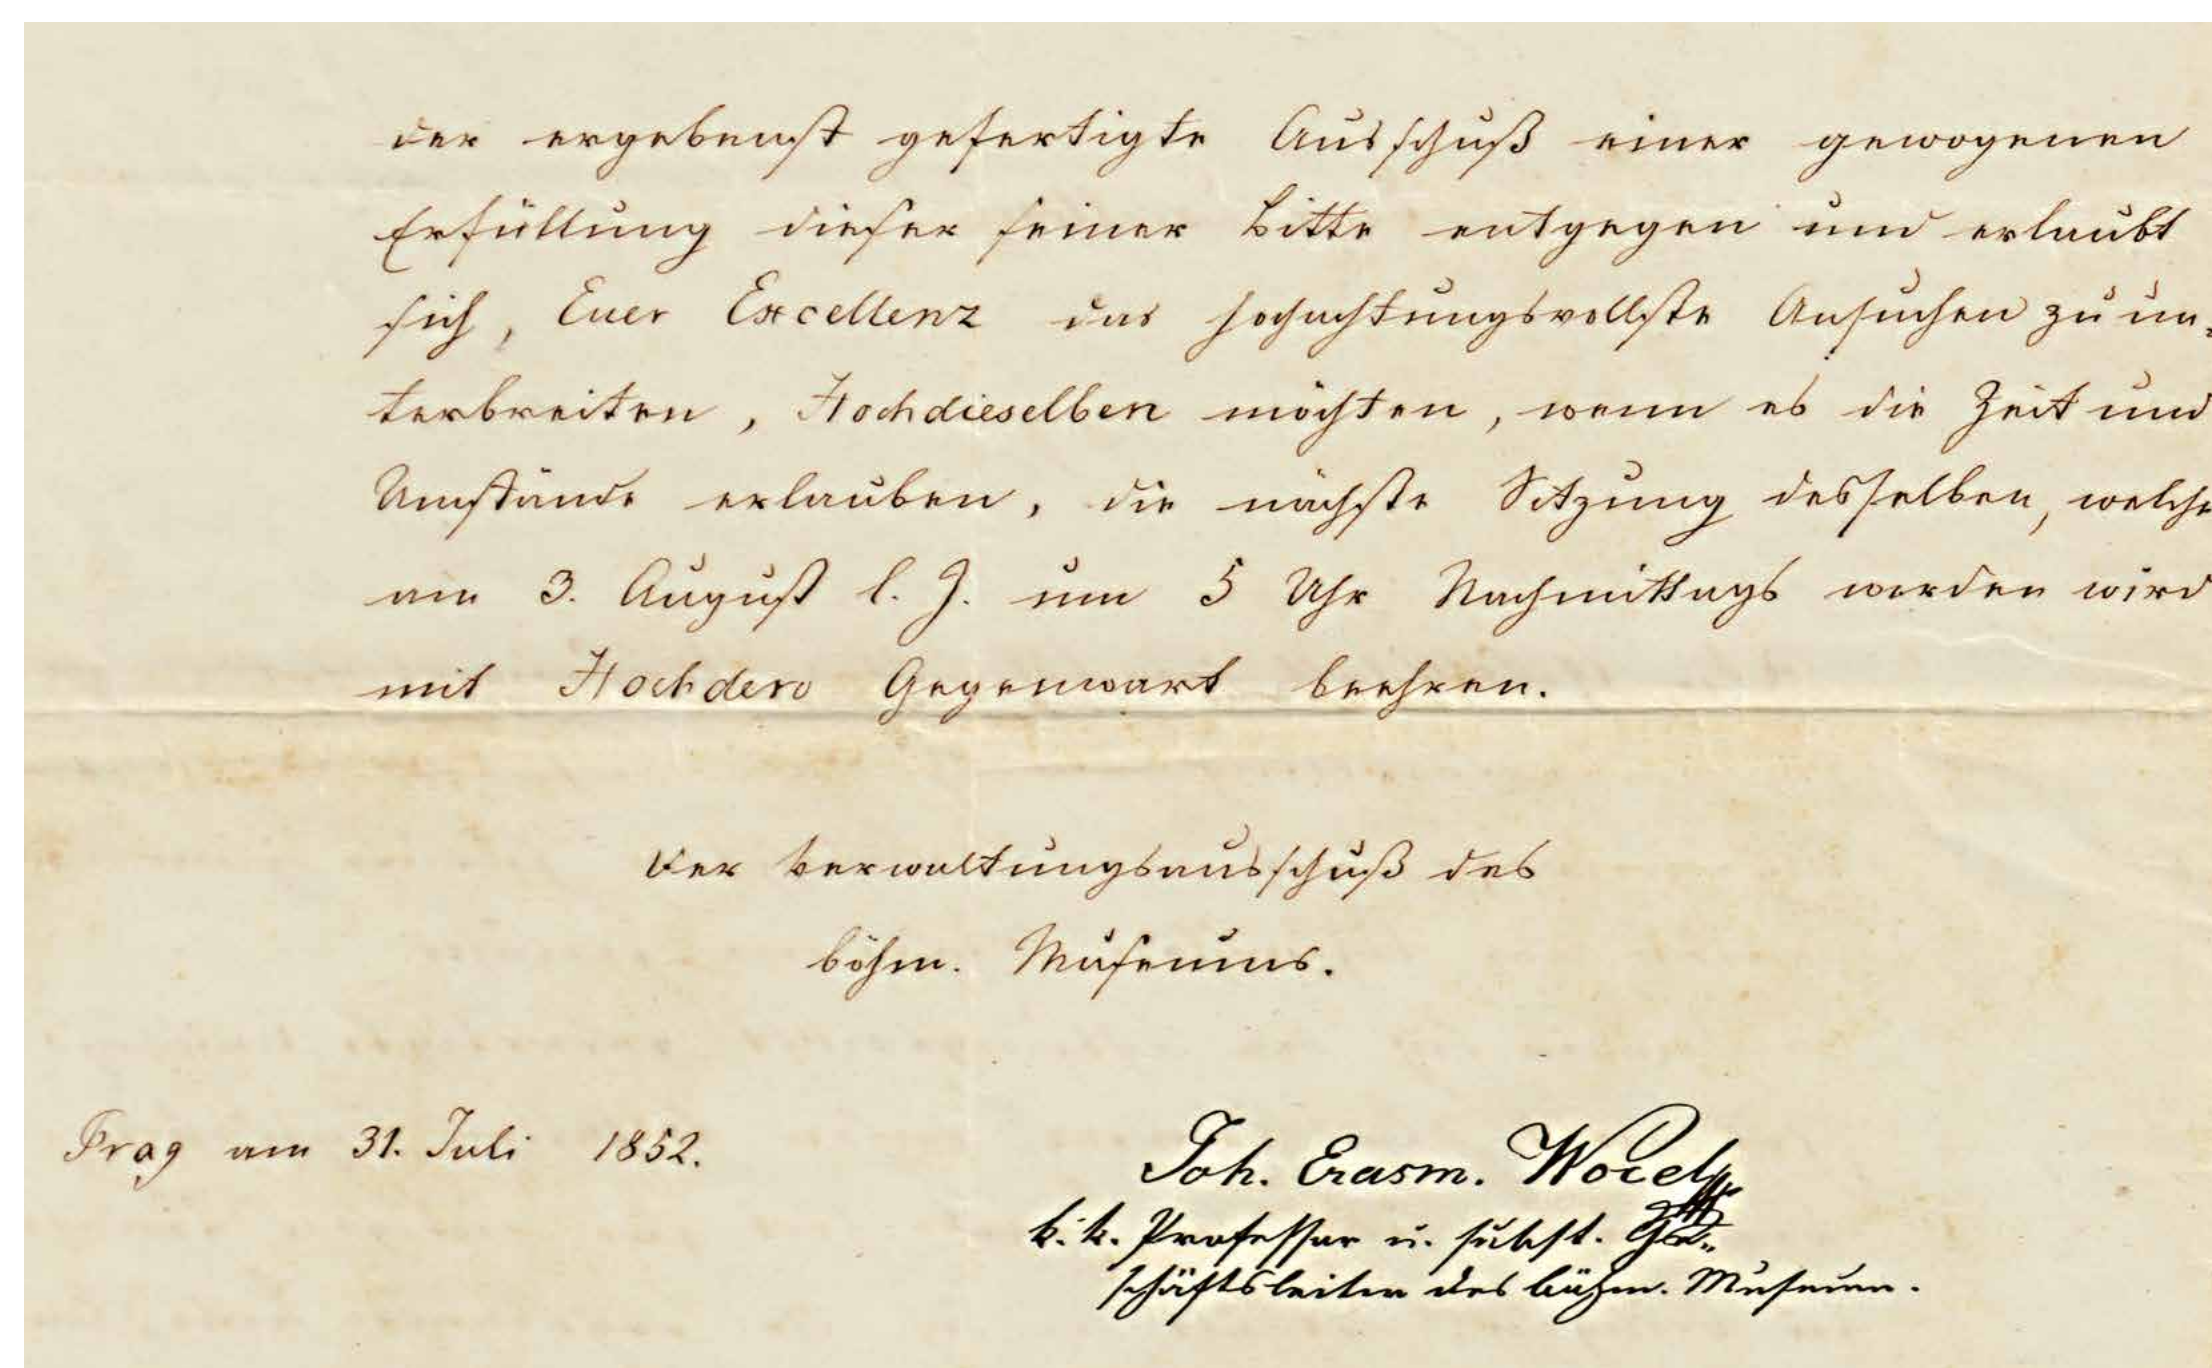 der ergebenst gefertigte Ausschuß einer gewogenen
Erfüllung dieser seiner Bitte entgegen und erlaubt
sich, Euer Excellenz das hochachtungsvollste Ansuchen zu un-
terbreiten, Hochdieselben möchten, wenn es die Zeit und
Umstände erlauben, die nächste Sitzung desselben, welche
am 3. August l. J. um 5 Uhr Nachmittags werden wird
mit Hochdero Gegenwart beehren.
Der Verwaltungsausschuß des
böhm. Museums.
Prag am 31. Juli 1852.
Joh. Erasm. Wocel
k. k. Professor u. subst. Ge-
schäftsleiter des böhm. Museum.